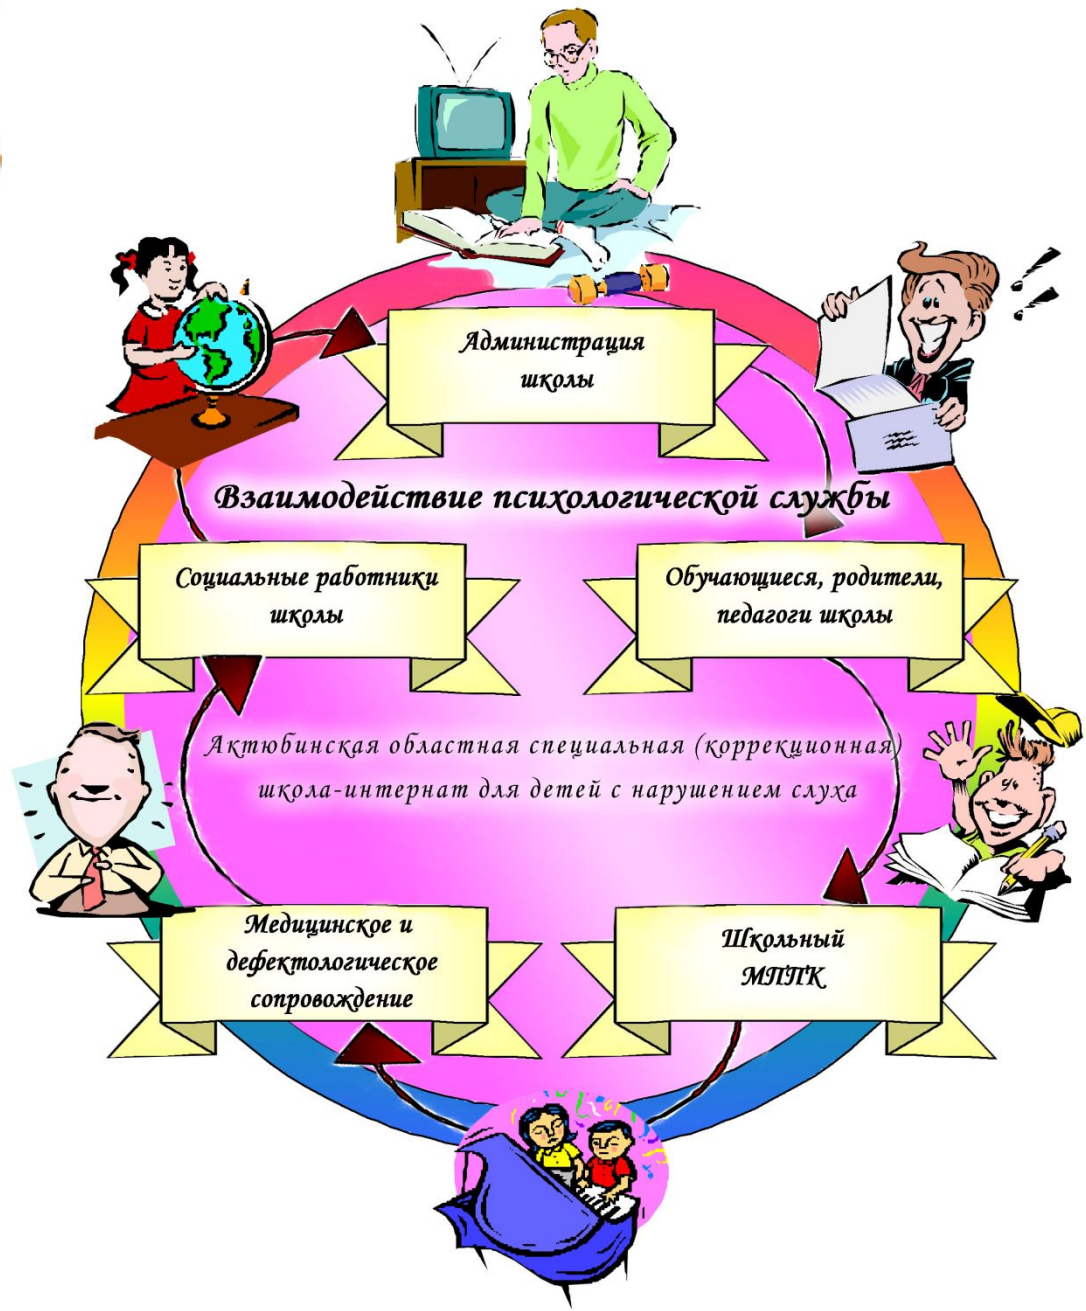 Администрация
школы
Взаимодействие психологической службы
Социальные работники
школы
Обучающиеся, родители,
педагоги школы
Актюбинская областная специальная (коррекционная)
школа-интернат для детей с нарушением слуха
Медицинское и
дефектологическое
сопровождение
Школьный
МППК